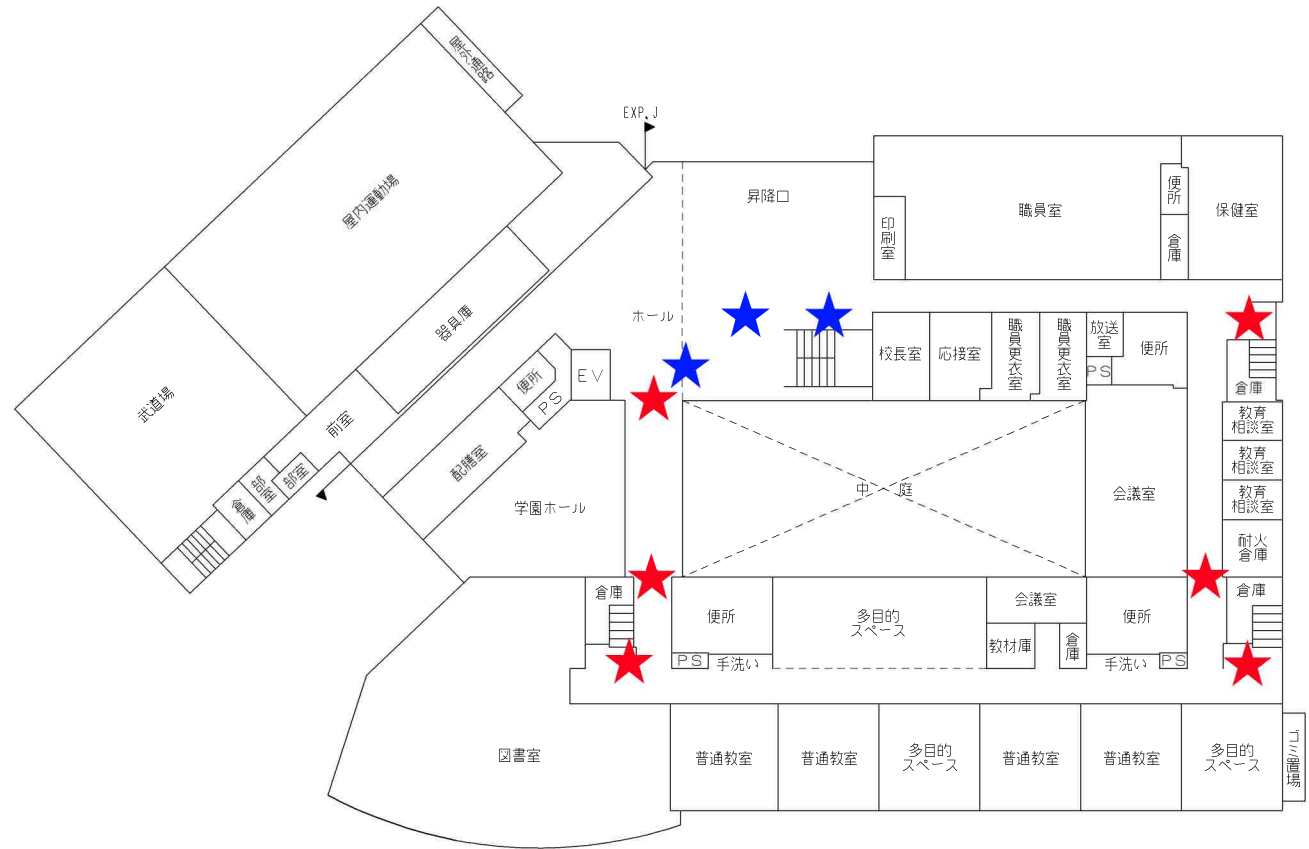 屋外通路
EXP.J
屋内運動場
昇降口
職員室
便所
保健室
印刷室
倉庫
ホール
器具庫
武道場
校長室
応接室
職員更衣室
職員更衣室
放送室
便所
PS
EV
便所
PS
倉庫
前室
教育
相談室
教育
相談室
教育
相談室
配膳室
部室
部室
倉庫
学園ホール
中庭
会議室
耐火
倉庫
倉庫
便所
多目的
スペース
会議室
便所
倉庫
教材庫
倉庫
PS
手洗い
手洗い
PS
図書室
普通教室
普通教室
多目的
スペース
普通教室
普通教室
多目的
スペース
ゴミ置場